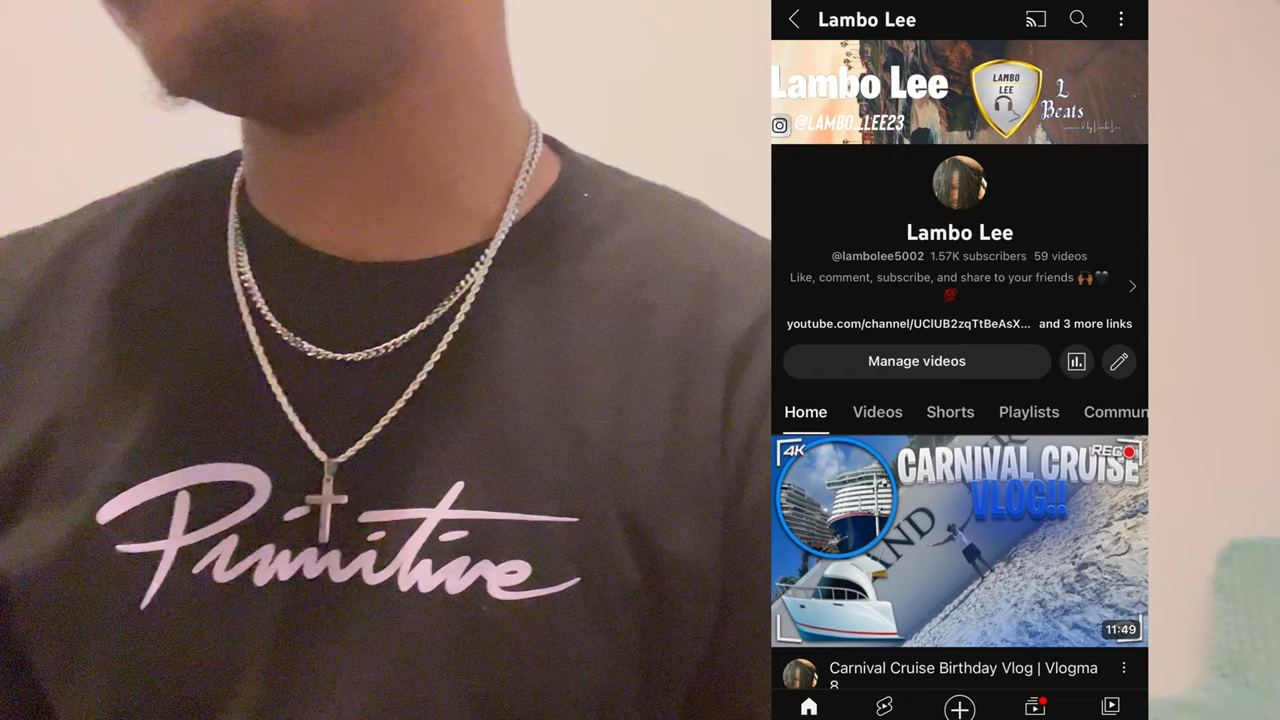 Primitive
Lambo Lee
Lambo Lee
@LAMBO_LEE23
LAMBO
LEE
L
Beats
Lambo Lee
@lambolee5002 1.57K subscribers 59 videos
Like, comment, subscribe, and share to your friends 🙌🏾🖤
💯
youtube.com/channel/UClUB2zqTtBeAsX... and 3 more links
Manage videos
Home Videos Shorts Playlists Commun
4K
REC
CARNIVAL CRUISE
VLOG!!
IND
11:49
Carnival Cruise Birthday Vlog | Vlogma
8